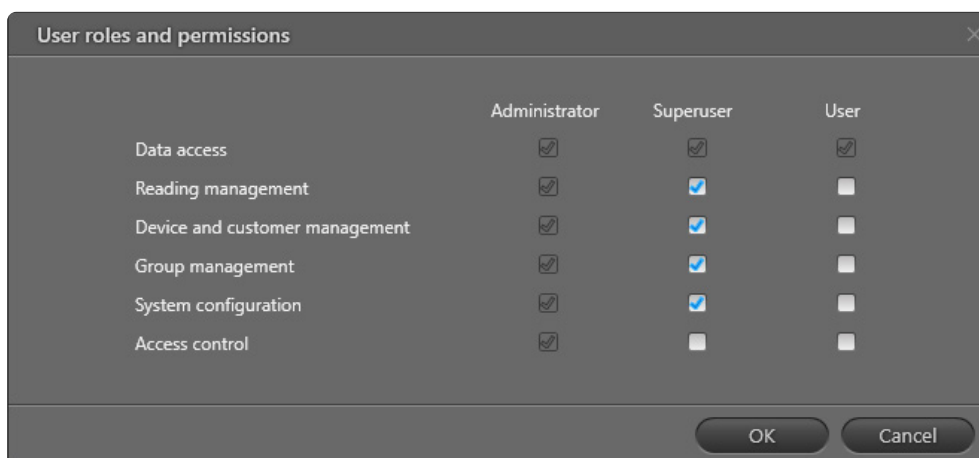 User roles and permissions
Administrator Superuser User
Data access
Reading management
Device and customer management
Group management
System configuration
Access control
OK Cancel